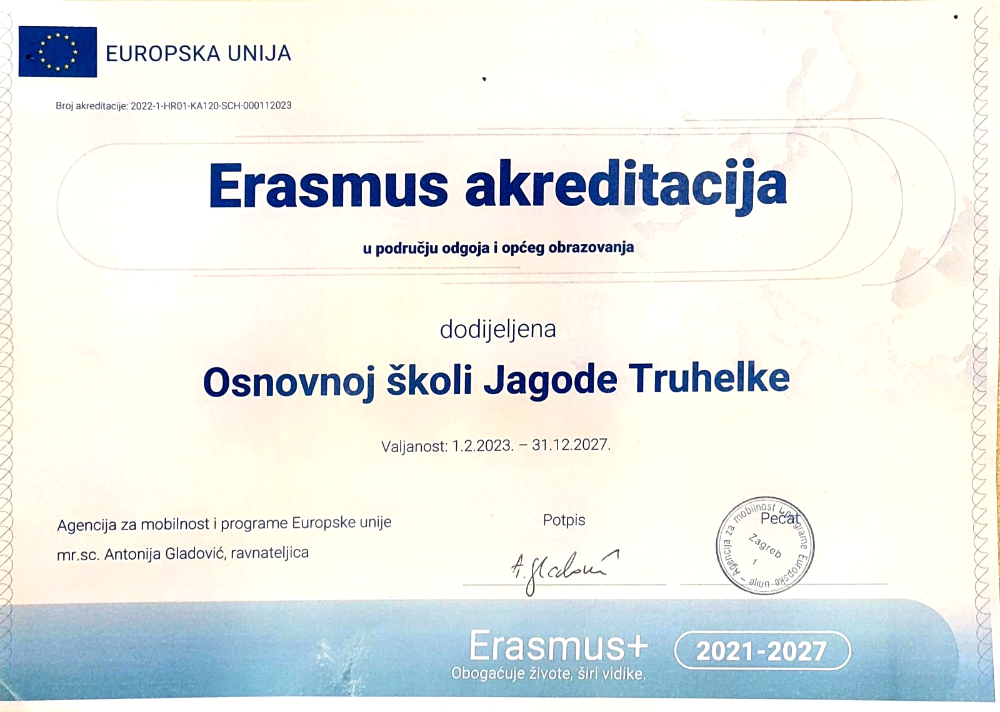 EUROPSKA UNIJA
Broj akreditacije: 2022-1-HR01-KA120-SCH-000112023
Erasmus akreditacija
u području odgoja i općeg obrazovanja
dodijeljena
Osnovnoj školi Jagode Truhelke
Valjanost: 1.2.2023. – 31.12.2027.
Agencija za mobilnost i programe Europske unije
mr.sc. Antonija Gladović, ravnateljica
Potpis
A. Gladović
Pečat
Agencija za mobilnost i programe Europske unije –
Zagreb
1
Erasmus+
Obogaćuje živote, širi vidike.
2021-2027